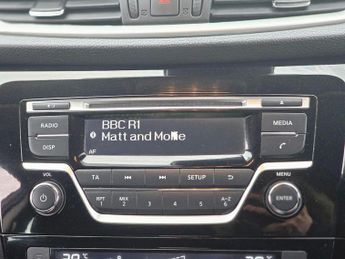 BBC R1
Matt and Mollie
AF
RADIO
DISP
MEDIA
VOL
TA
SETUP
MENU
ENTER
RPT
1
MIX
2
3
4
5
A-Z
6